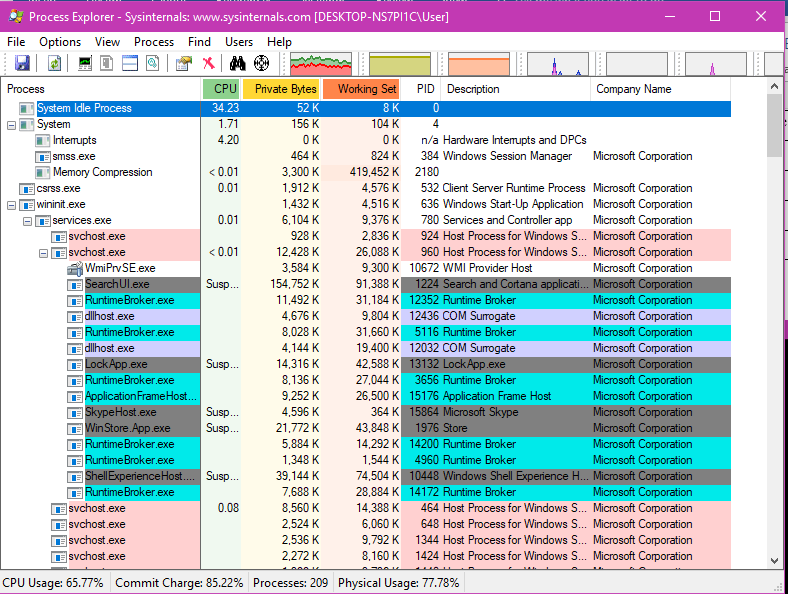 Process Explorer - Sysinternals: www.sysinternals.com [DESKTOP-NS7PI1C\User]
File Options View Process Find Users Help
Process CPU Private Bytes Working Set PID Description Company Name
System Idle Process 34.23 52 K 8 K 0
System 1.71 156 K 104 K 4
Interrupts 4.20 0 K 0 K n/a Hardware Interrupts and DPCs
smss.exe 464 K 824 K 384 Windows Session Manager Microsoft Corporation
Memory Compression < 0.01 3,300 K 419,452 K 2180
csrss.exe 0.01 1,912 K 4,576 K 532 Client Server Runtime Process Microsoft Corporation
wininit.exe 1,432 K 4,516 K 636 Windows Start-Up Application Microsoft Corporation
services.exe 0.01 6,104 K 9,376 K 780 Services and Controller app Microsoft Corporation
svchost.exe 928 K 2,836 K 924 Host Process for Windows S... Microsoft Corporation
svchost.exe < 0.01 12,428 K 26,088 K 960 Host Process for Windows S... Microsoft Corporation
WmiPrvSE.exe 3,584 K 9,300 K 10672 WMI Provider Host Microsoft Corporation
SearchUI.exe Susp... 154,752 K 91,388 K 1224 Search and Cortana applicati... Microsoft Corporation
RuntimeBroker.exe 11,492 K 31,184 K 12352 Runtime Broker Microsoft Corporation
dllhost.exe 4,676 K 9,804 K 12436 COM Surrogate Microsoft Corporation
RuntimeBroker.exe 8,028 K 31,660 K 5116 Runtime Broker Microsoft Corporation
dllhost.exe 4,144 K 19,400 K 12032 COM Surrogate Microsoft Corporation
LockApp.exe Susp... 14,316 K 42,588 K 13132 LockApp.exe Microsoft Corporation
RuntimeBroker.exe 8,136 K 27,044 K 3656 Runtime Broker Microsoft Corporation
ApplicationFrameHost... 9,252 K 26,500 K 15176 Application Frame Host Microsoft Corporation
SkypeHost.exe Susp... 4,596 K 364 K 15864 Microsoft Skype Microsoft Corporation
WinStore.App.exe Susp... 21,772 K 43,848 K 1976 Store Microsoft Corporation
RuntimeBroker.exe 5,884 K 14,292 K 14200 Runtime Broker Microsoft Corporation
RuntimeBroker.exe 1,348 K 1,544 K 4960 Runtime Broker Microsoft Corporation
ShellExperienceHost.... Susp... 39,144 K 74,504 K 10448 Windows Shell Experience H... Microsoft Corporation
RuntimeBroker.exe 7,688 K 28,884 K 14172 Runtime Broker Microsoft Corporation
svchost.exe 0.08 8,560 K 14,388 K 464 Host Process for Windows S... Microsoft Corporation
svchost.exe 2,524 K 6,060 K 648 Host Process for Windows S... Microsoft Corporation
svchost.exe 2,536 K 9,792 K 1344 Host Process for Windows S... Microsoft Corporation
svchost.exe 2,272 K 8,160 K 1424 Host Process for Windows S... Microsoft Corporation
CPU Usage: 65.77% Commit Charge: 85.22% Processes: 209 Physical Usage: 77.78%